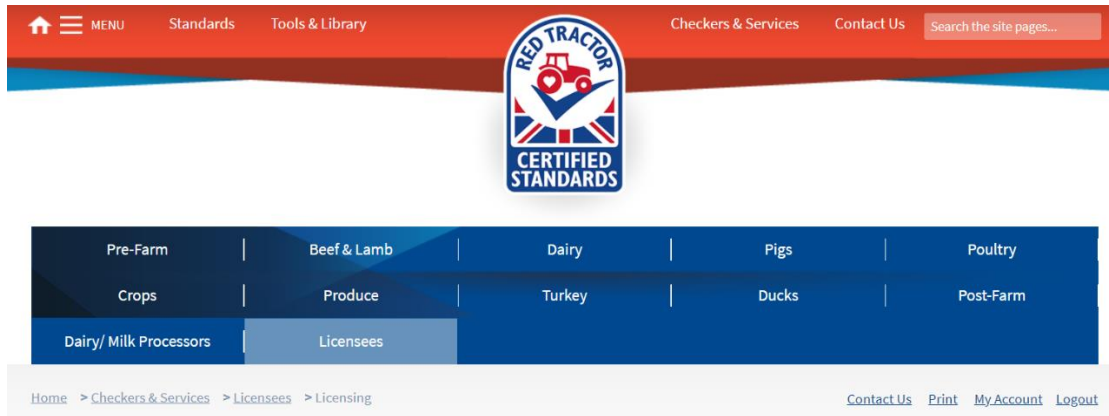 MENU Standards Tools & Library Checkers & Services Contact Us Search the site pages...
RED TRACTOR
CERTIFIED
STANDARDS
Pre-Farm Beef & Lamb Dairy Pigs Poultry
Crops Produce Turkey Ducks Post-Farm
Dairy/ Milk Processors Licensees
Home > Checkers & Services > Licensees > Licensing Contact Us Print My Account Logout